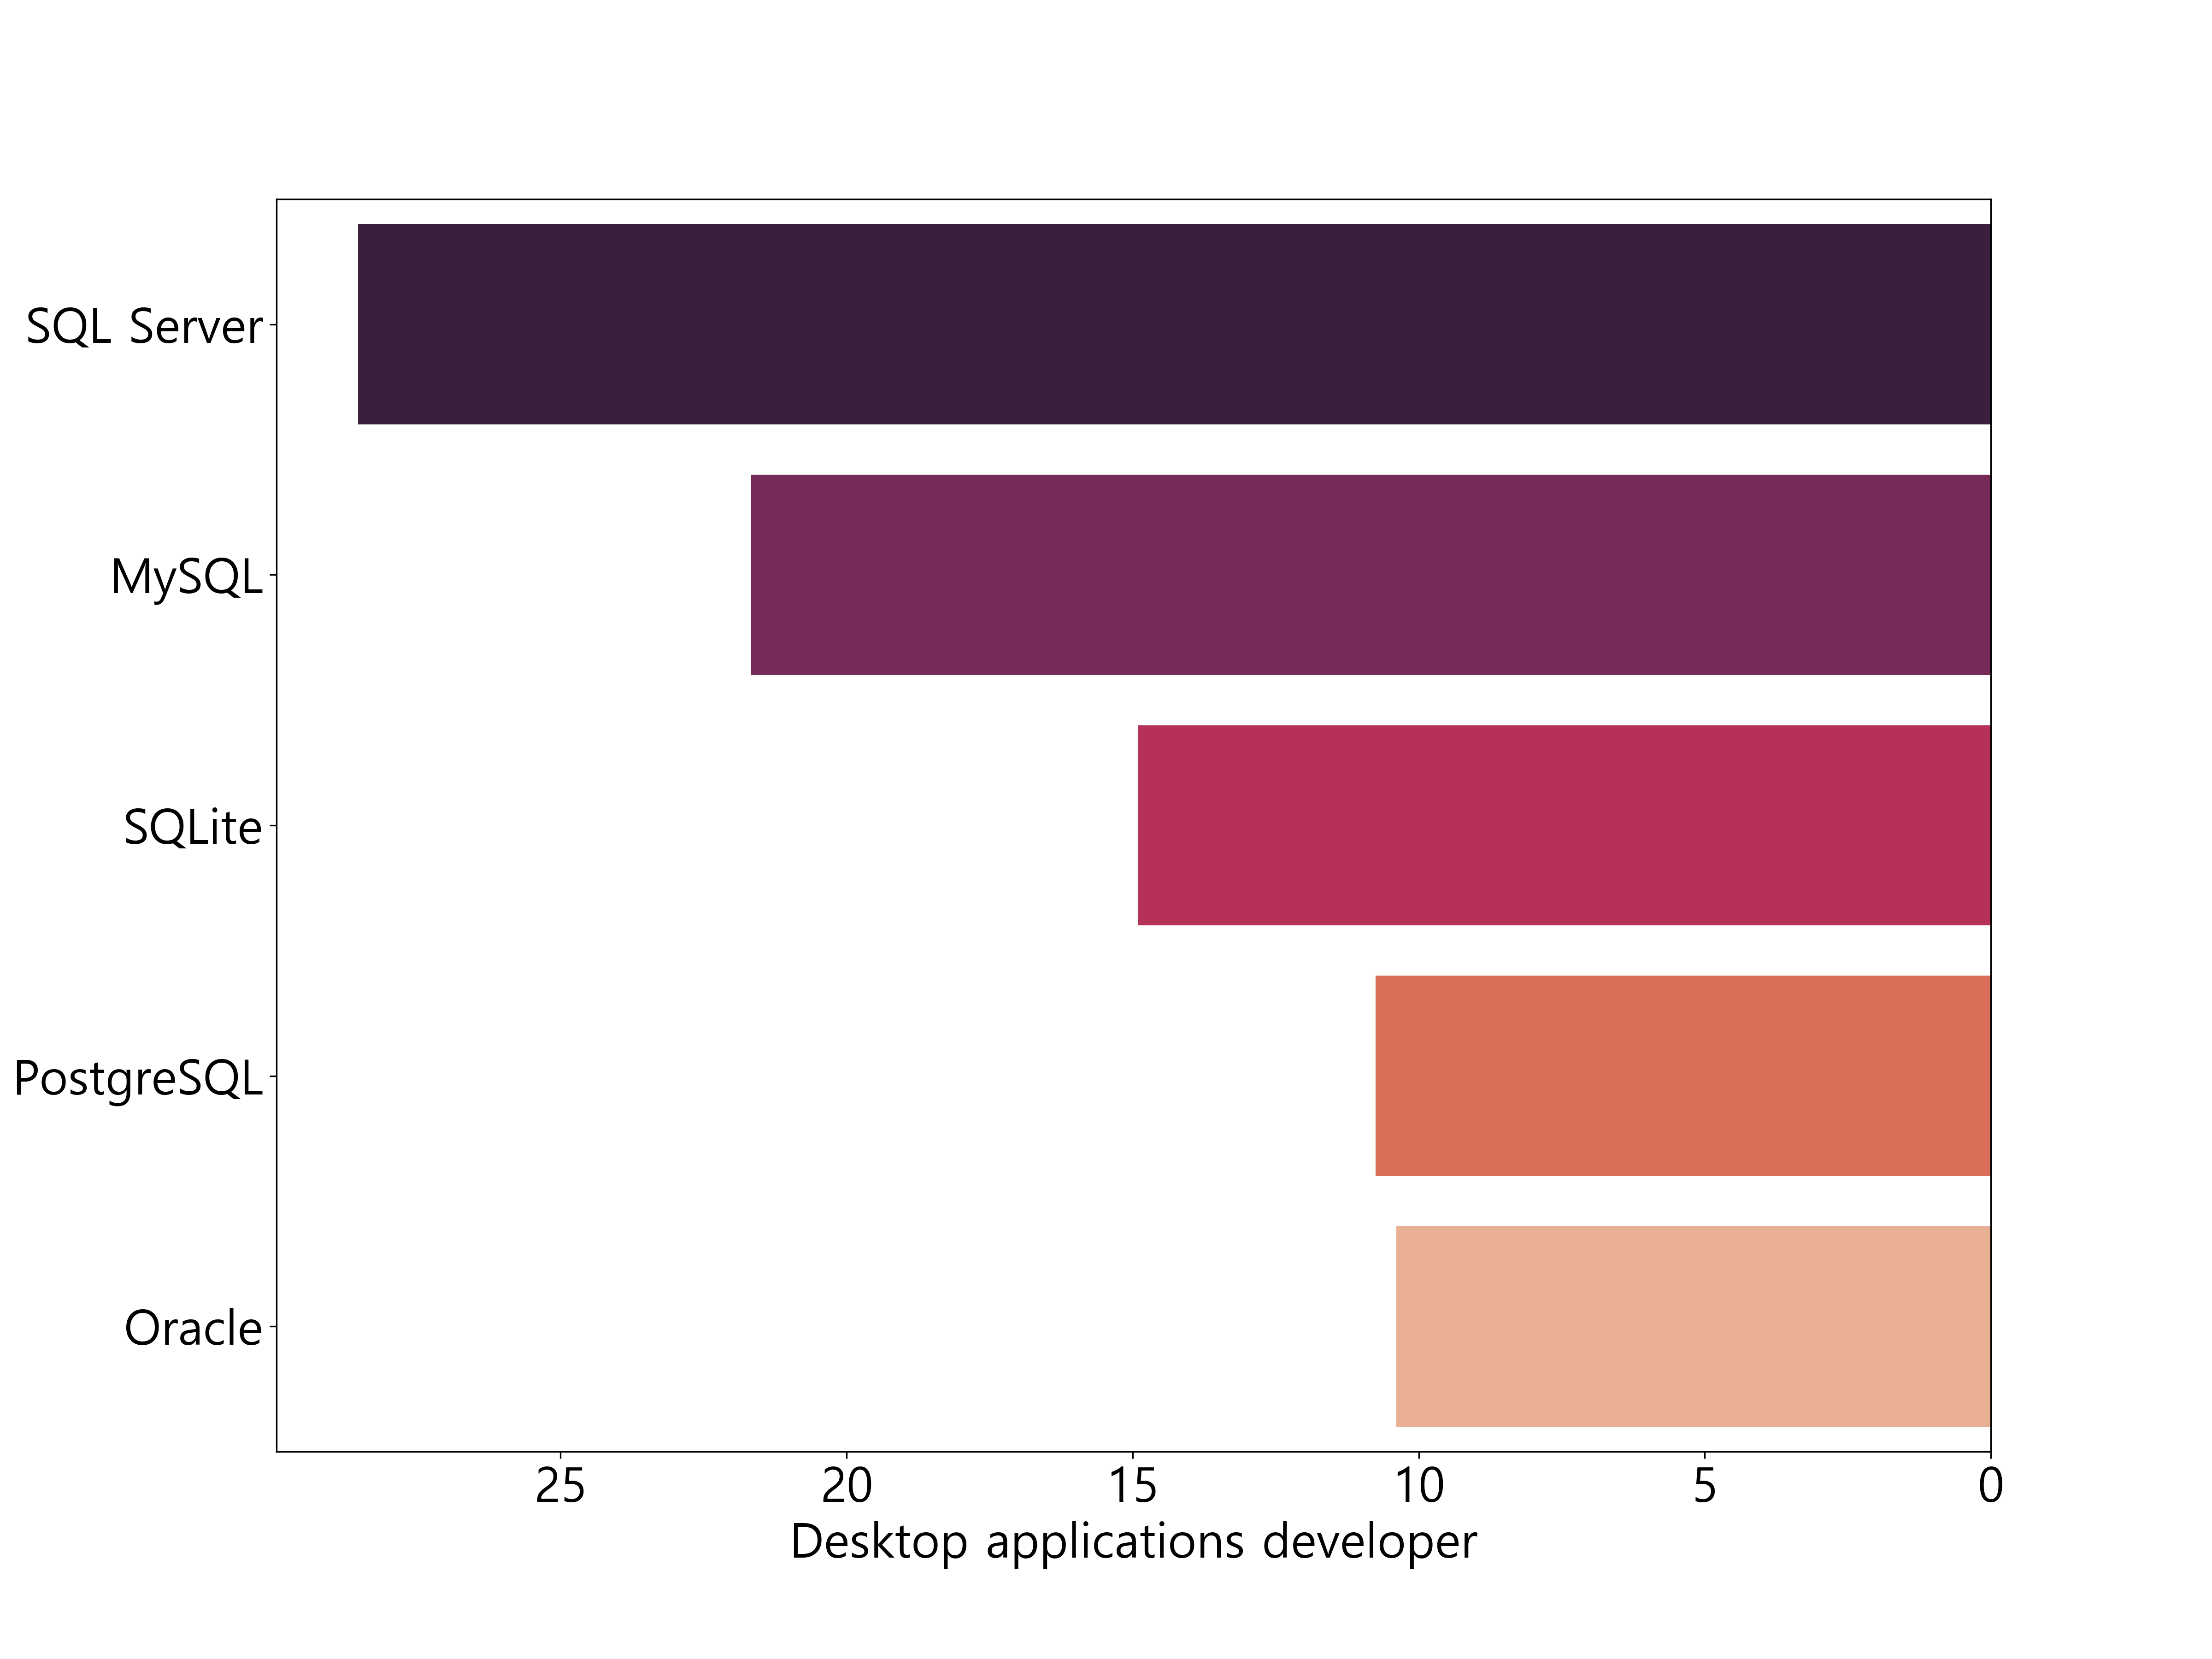 SQL Server
MySQL
SQLite
PostgreSQL
Oracle
25 20 15 10 5 0
Desktop applications developer